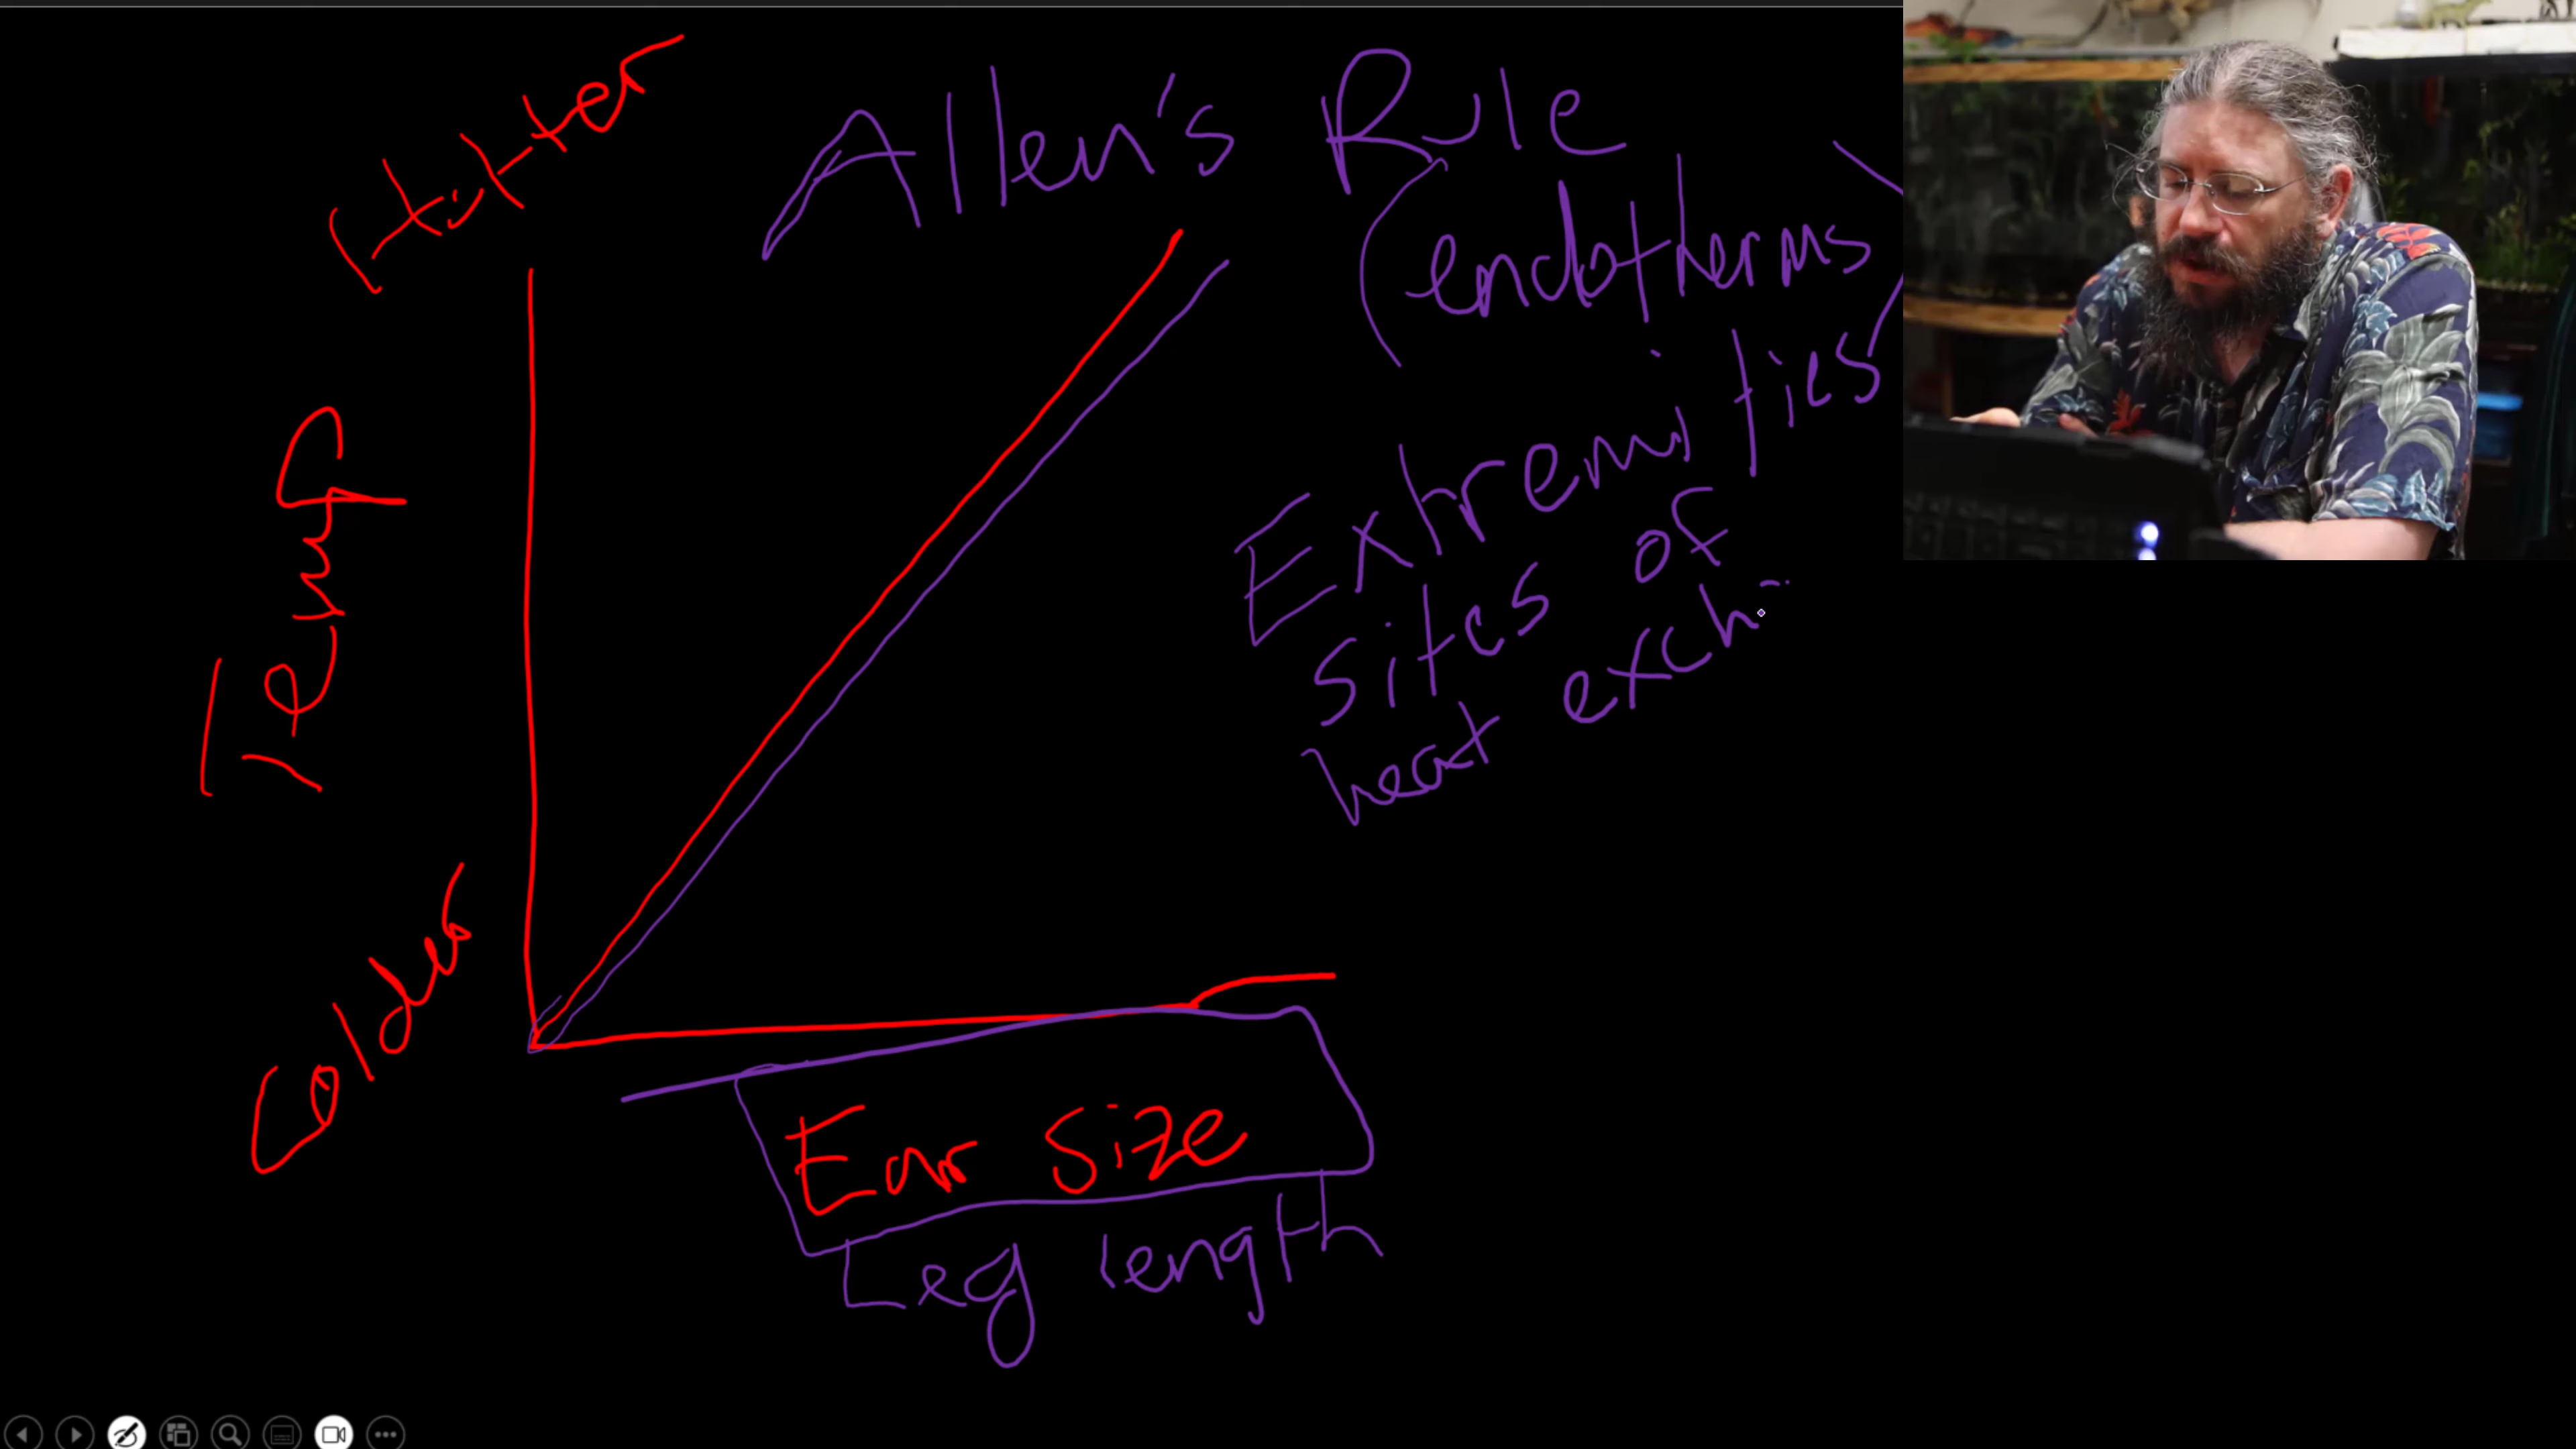 Hotter
Allen's Rule
(endotherms)
Extremities
sites of
heat exch
Temp
Colder
Ear Size
Leg length